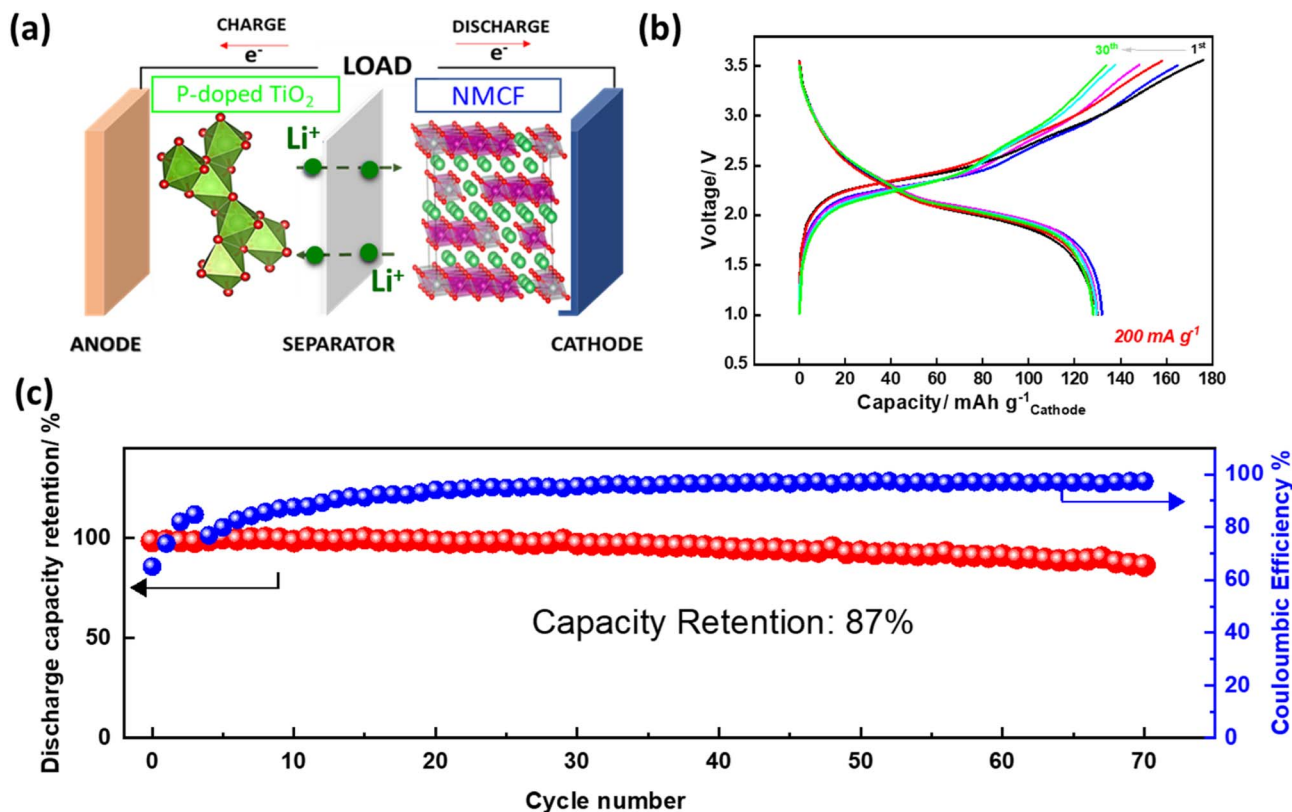 (a)
CHARGE
e-
DISCHARGE
e-
LOAD
P-doped TiO2
NMCF
Li+
Li+
ANODE
SEPARATOR
CATHODE
(b)
30th
1st
3.5
3.0
2.5
2.0
1.5
1.0
0.5
Voltage/ V
200 mA g-1
0 20 40 60 80 100 120 140 160 180
Capacity/ mAh g-1Cathode
(c)
Discharge capacity retention/ %
100
50
0
Capacity Retention: 87%
100
80
60
40
20
0
Couloumbic Efficiency %
0 10 20 30 40 50 60 70
Cycle number